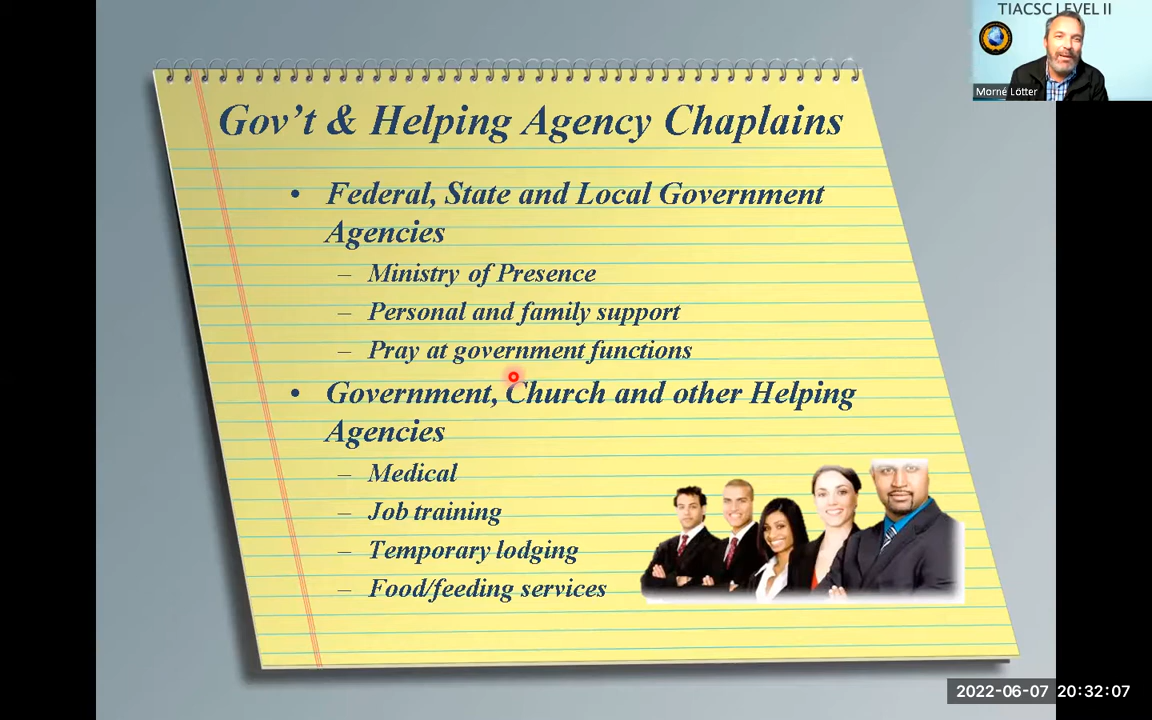 TIACSC LEVEL II
Morné Lötter
Gov't & Helping Agency Chaplains
• Federal, State and Local Government
Agencies
– Ministry of Presence
– Personal and family support
– Pray at government functions
• Government, Church and other Helping
Agencies
– Medical
– Job training
– Temporary lodging
– Food/feeding services
2022-06-07 20:32:07